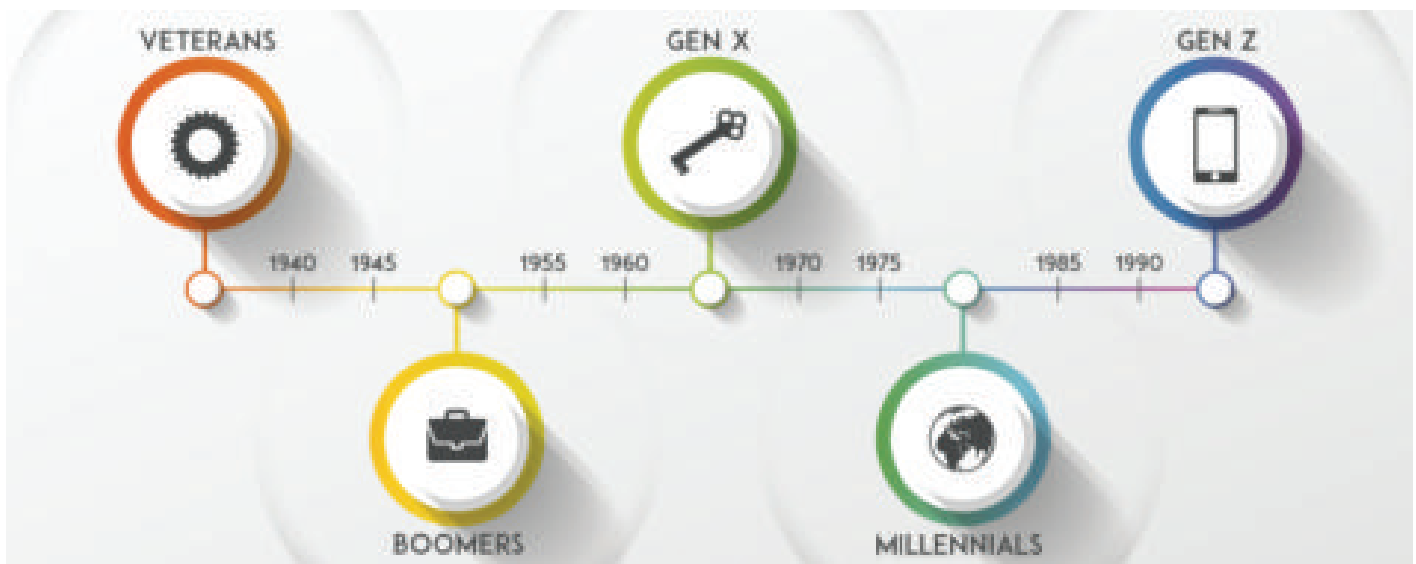 VETERANS
GEN X
GEN Z
1940 1945 1955 1960 1970 1975 1985 1990
BOOMERS
MILLENNIALS